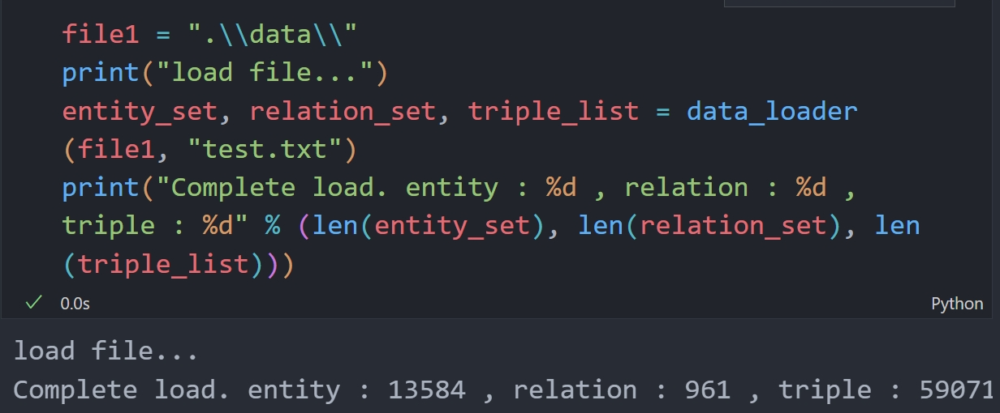 file1 = ".\\data\\"
print("load file...")
entity_set, relation_set, triple_list = data_loader
(file1, "test.txt")
print("Complete load. entity : %d , relation : %d ,
triple : %d" % (len(entity_set), len(relation_set), len
(triple_list)))
0.0s
Python
load file...
Complete load. entity : 13584 , relation : 961 , triple : 59071